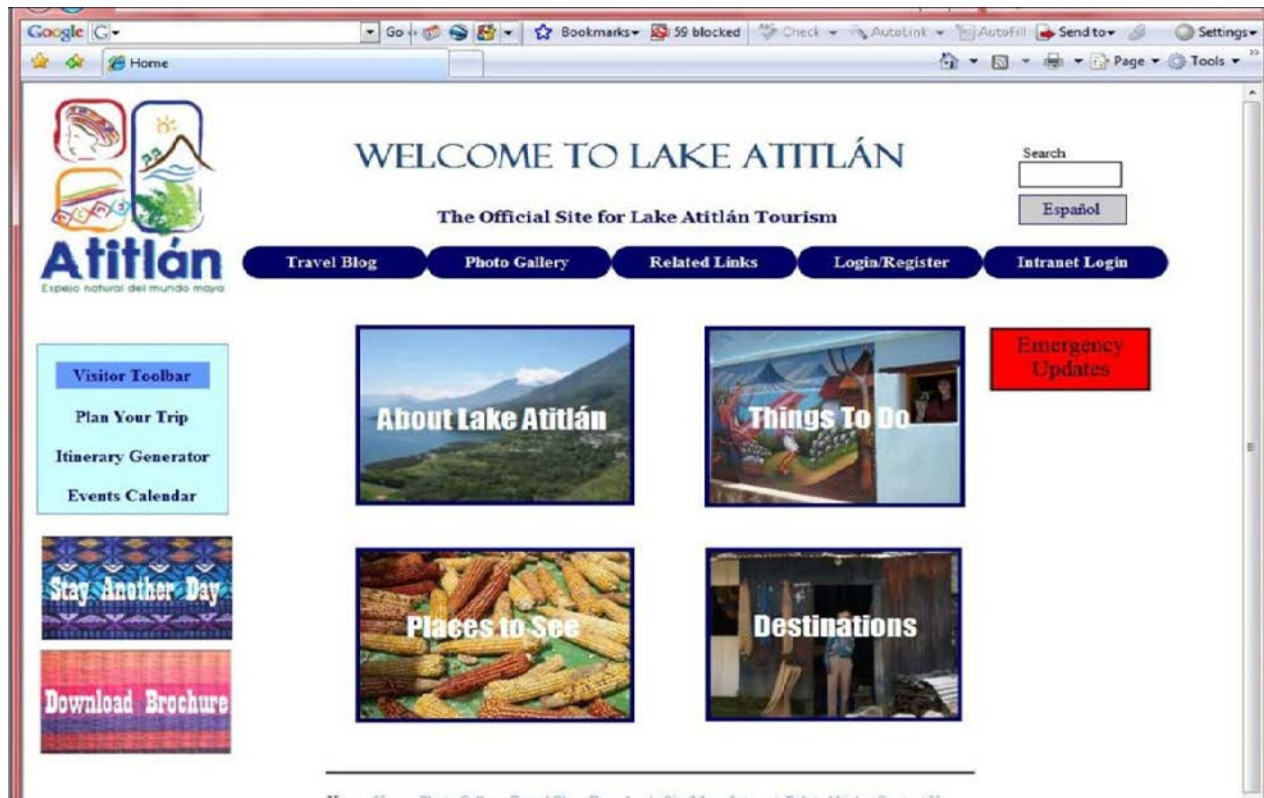 Google G
Go
Bookmarks
59 blocked
Check
AutoLink
AutoFill
Send to
Settings
Home
Page
Tools
WELCOME TO LAKE ATITLÁN
Search
The Official Site for Lake Atitlán Tourism
Español
Atitlán
Espejo natural del mundo maya
Travel Blog
Photo Gallery
Related Links
Login/Register
Intranet Login
Visitor Toolbar
Plan Your Trip
Itinerary Generator
Events Calendar
Stay Another Day
Download Brochure
About Lake Atitlán
Things To Do
Places to See
Destinations
Emergency
Updates